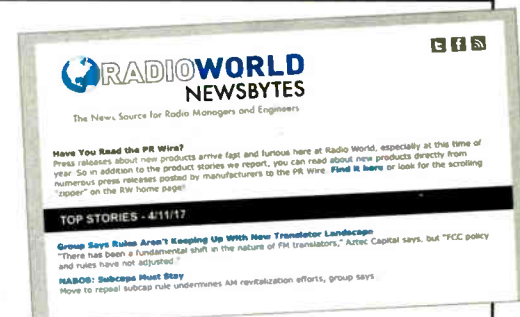 RADIOWORLD
NEWSBYTES
The News Source for Radio Managers and Engineers
Have You Read the PR Wire?
Press releases about new products arrive fast and furious here at Radio World, especially at this time of
year. So in addition to the product stories we report, you can read about new products directly from
numerous press releases posted by manufacturers to the PR Wire. Find it here or look for the scrolling
"zipper" on the RW home page!
TOP STORIES - 4/11/17
Group Says Rules Aren't Keeping Up With New Translator Landscape
"There has been a fundamental shift in the nature of FM translators," Aztec Capital says, but "FCC policy
and rules have not adjusted."
NABOB: Subcaps Must Stay
Move to repeal subcap rule undermines AM revitalization efforts, group says